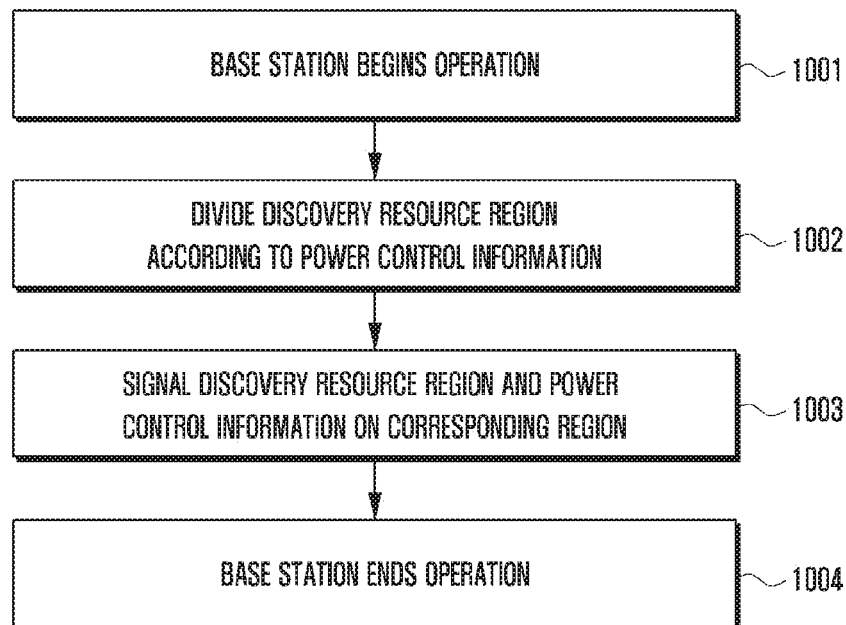 BASE STATION BEGINS OPERATION
1001
DIVIDE DISCOVERY RESOURCE REGION
ACCORDING TO POWER CONTROL INFORMATION
1002
SIGNAL DISCOVERY RESOURCE REGION AND POWER
CONTROL INFORMATION ON CORRESPONDING REGION
1003
BASE STATION ENDS OPERATION
1004